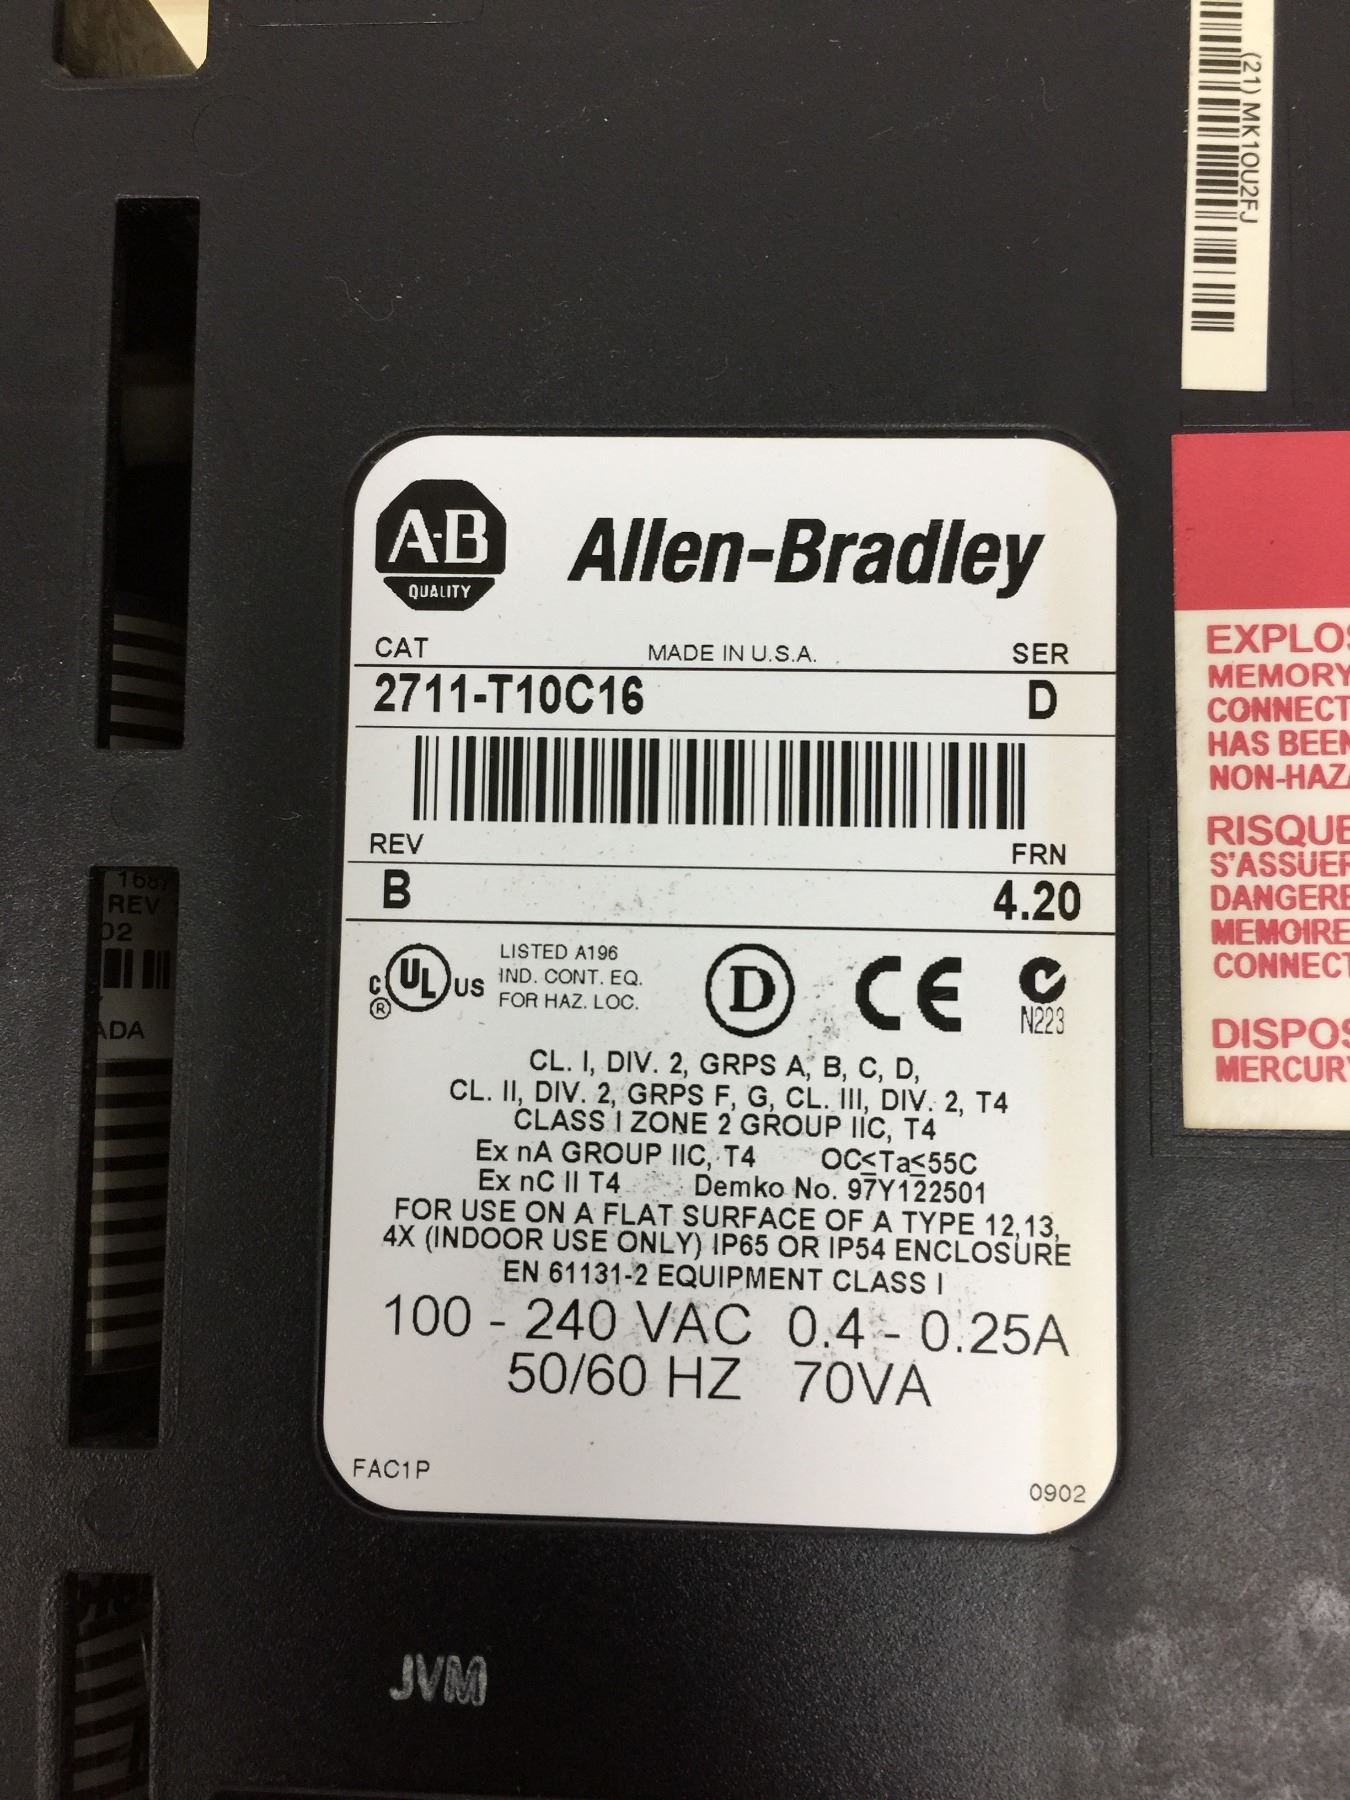 (21) MK10U2FJ
A-B
QUALITY
Allen-Bradley
CAT MADE IN U.S.A. SER
2711-T10C16 D
REV FRN
B 4.20
C UL US ®
LISTED A196
IND. CONT. EQ.
FOR HAZ. LOC.
D CE N223
CL. I, DIV. 2, GRPS A, B, C, D,
CL. II, DIV. 2, GRPS F, G, CL. III, DIV. 2, T4
CLASS I ZONE 2 GROUP IIC, T4
Ex nA GROUP IIC, T4 OC≤Ta≤55C
Ex nC II T4 Demko No. 97Y122501
FOR USE ON A FLAT SURFACE OF A TYPE 12,13,
4X (INDOOR USE ONLY) IP65 OR IP54 ENCLOSURE
EN 61131-2 EQUIPMENT CLASS I
100 - 240 VAC 0.4 - 0.25A
50/60 HZ 70VA
FAC1P 0902
JVM
EXPLOS
MEMORY
CONNECT
HAS BEEN
NON-HAZA
RISQUE
S'ASSUER
DANGERE
MEMOIRE
CONNECT
DISPOS
MERCURY
REV
02
ADA